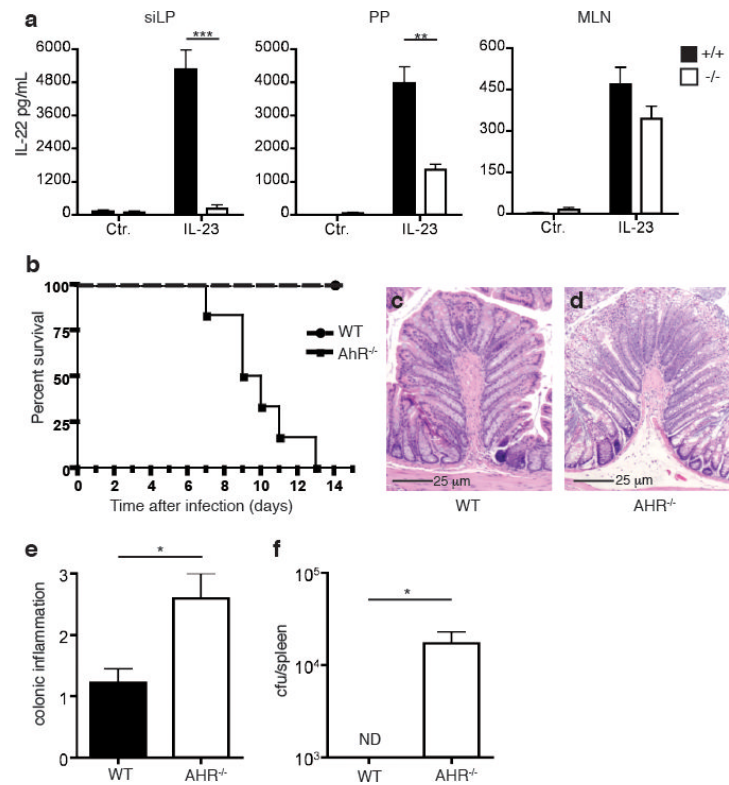 a
siLP
PP
MLN
IL-22 pg/mL
6000
4800
3600
2400
1200
0
Ctr.
IL-23
***
5000
4000
3000
2000
1000
0
Ctr.
IL-23
**
600
450
300
150
0
Ctr.
IL-23
+/+
-/-
b
Percent survival
100
75
50
25
0
0 2 4 6 8 10 12 14
Time after infection (days)
WT
AhR-/-
c
25 µm
WT
d
25 µm
AHR-/-
e
colonic inflammation
3
2
1
0
*
WT
AHR-/-
f
cfu/spleen
10⁵
10⁴
10³
*
ND
WT
AHR-/-